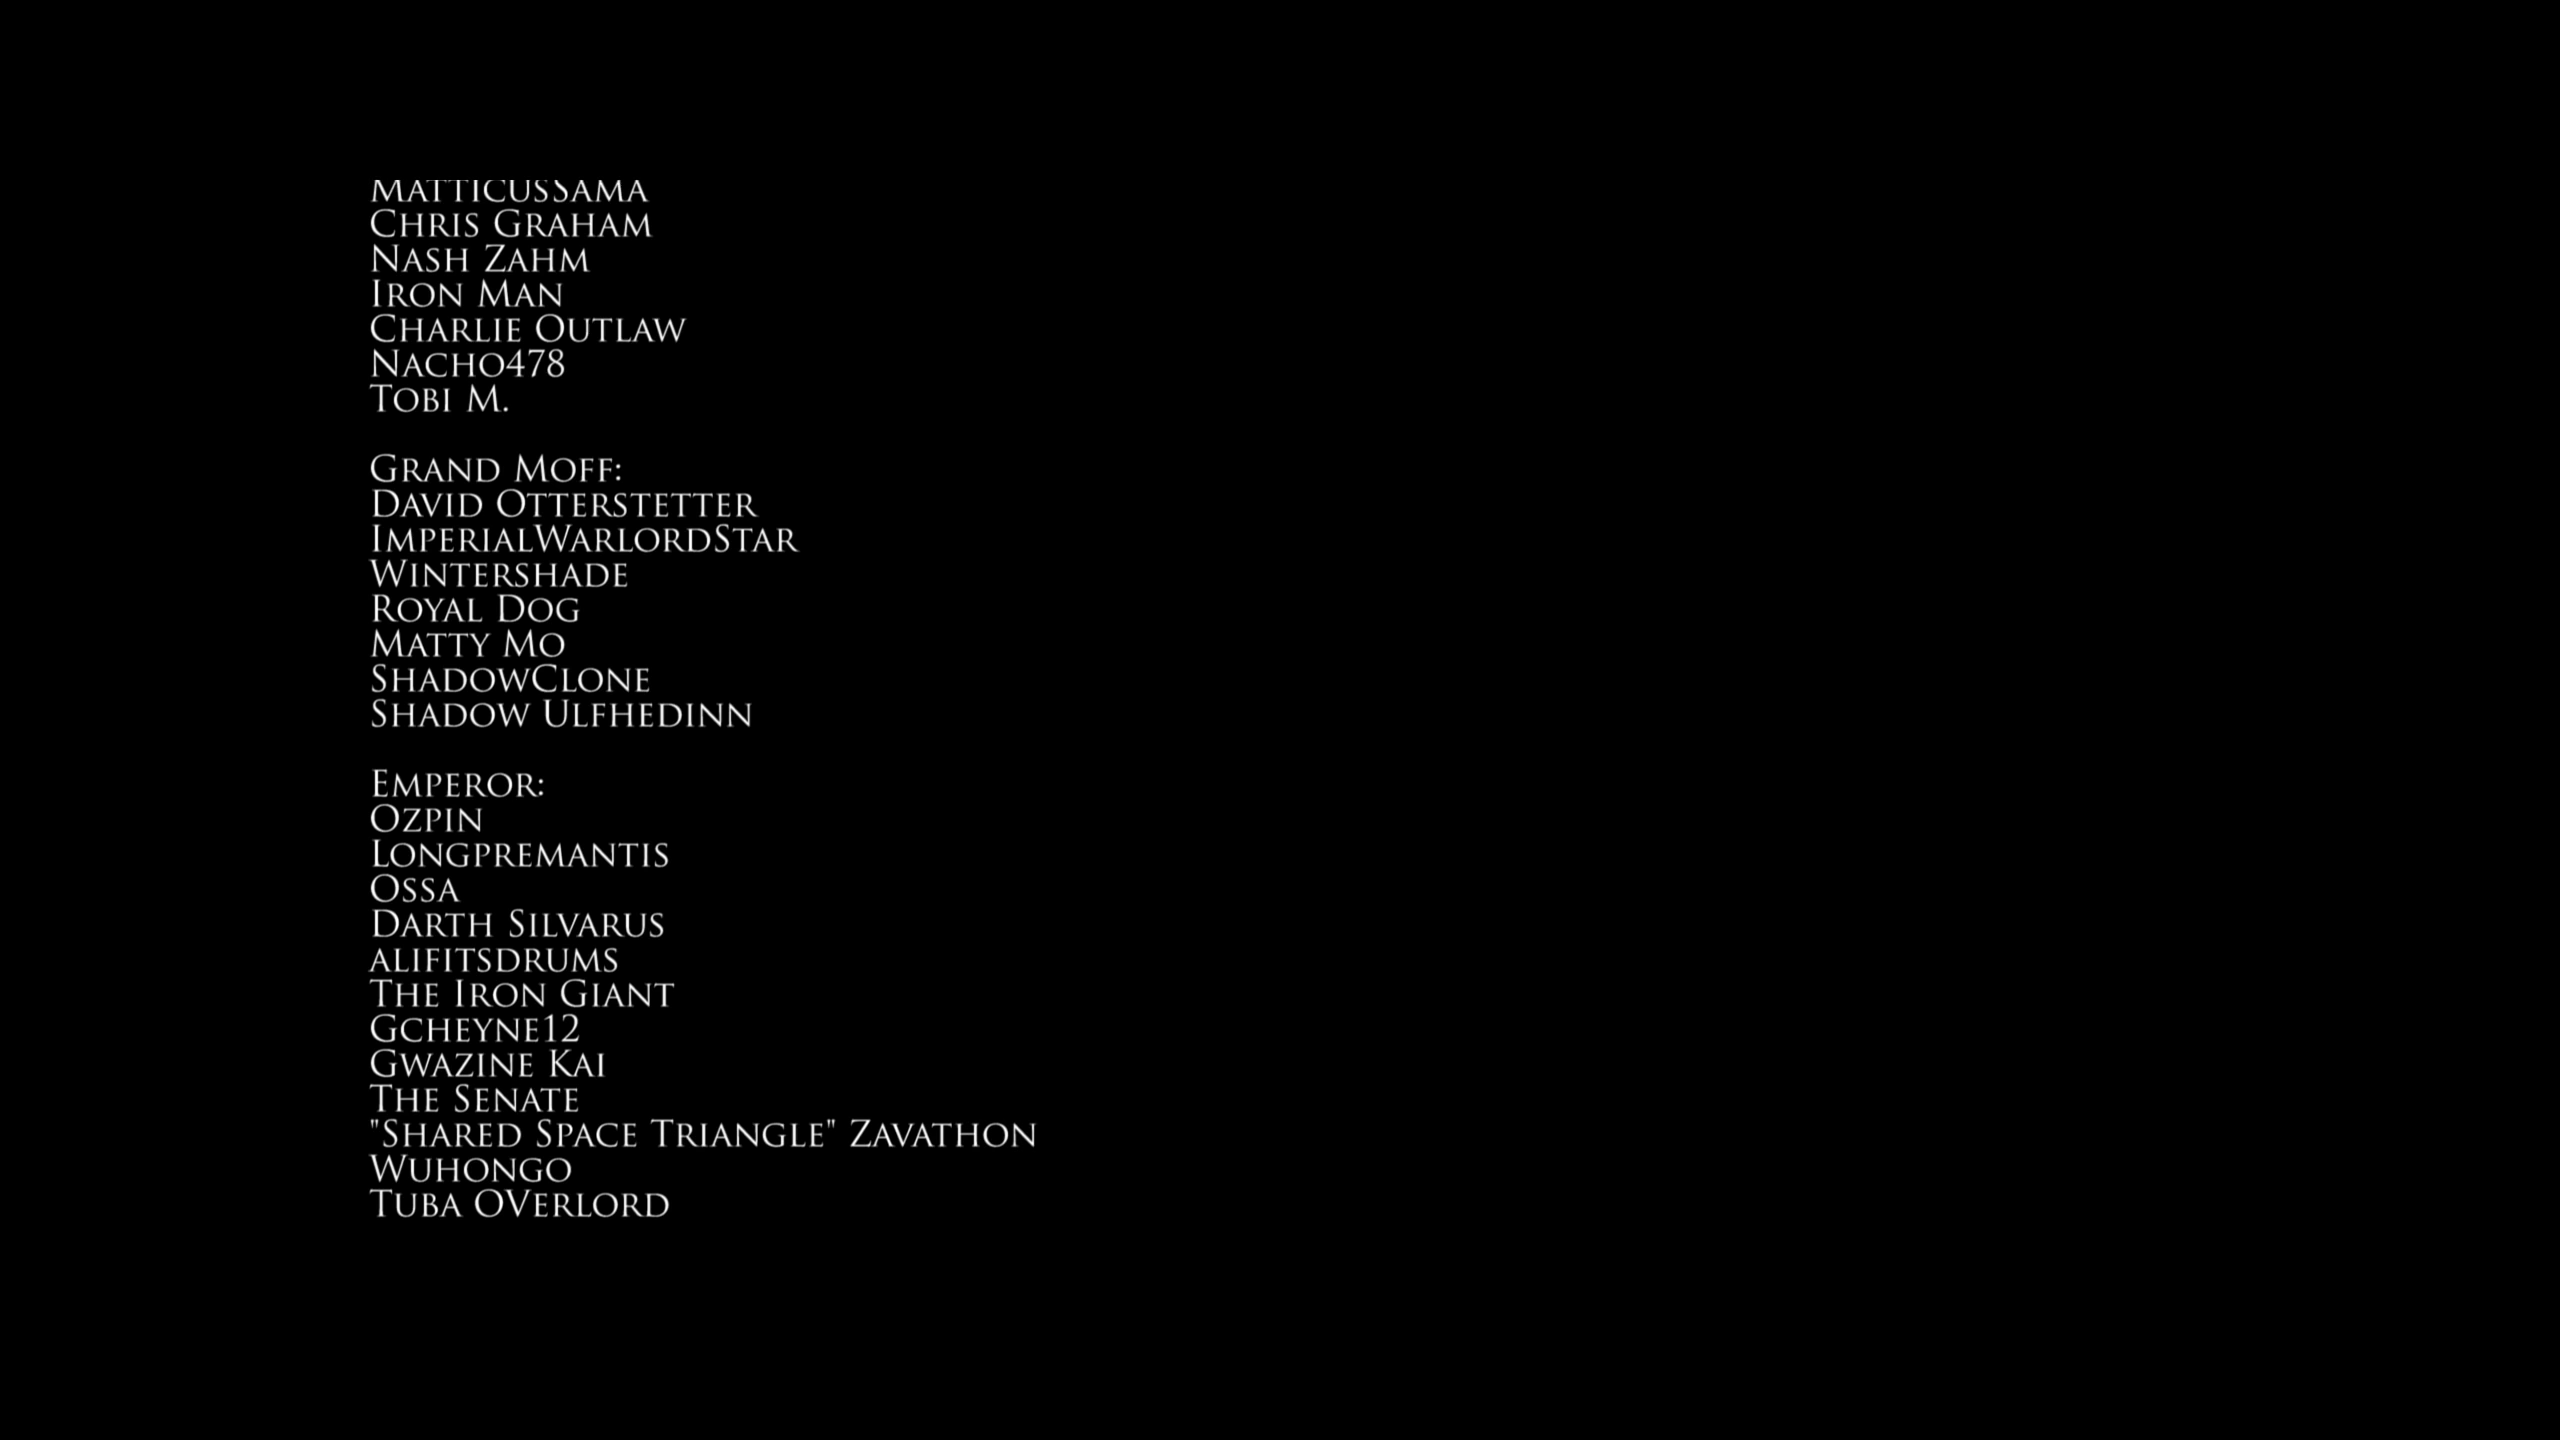 MatticusSama
Chris Graham
Nash Zahm
Iron Man
Charlie Outlaw
Nacho478
Tobi M.
Grand Moff:
David Otterstetter
ImperialWarlordStar
Wintershade
Royal Dog
Matty Mo
ShadowClone
Shadow Ulfhedinn
Emperor:
Ozpin
Longpremantis
Ossa
Darth Silvarus
alifitsdrums
The Iron Giant
Gcheyne12
Gwazine Kai
The Senate
"Shared Space Triangle" Zavathon
Wuhongo
Tuba OVerlord